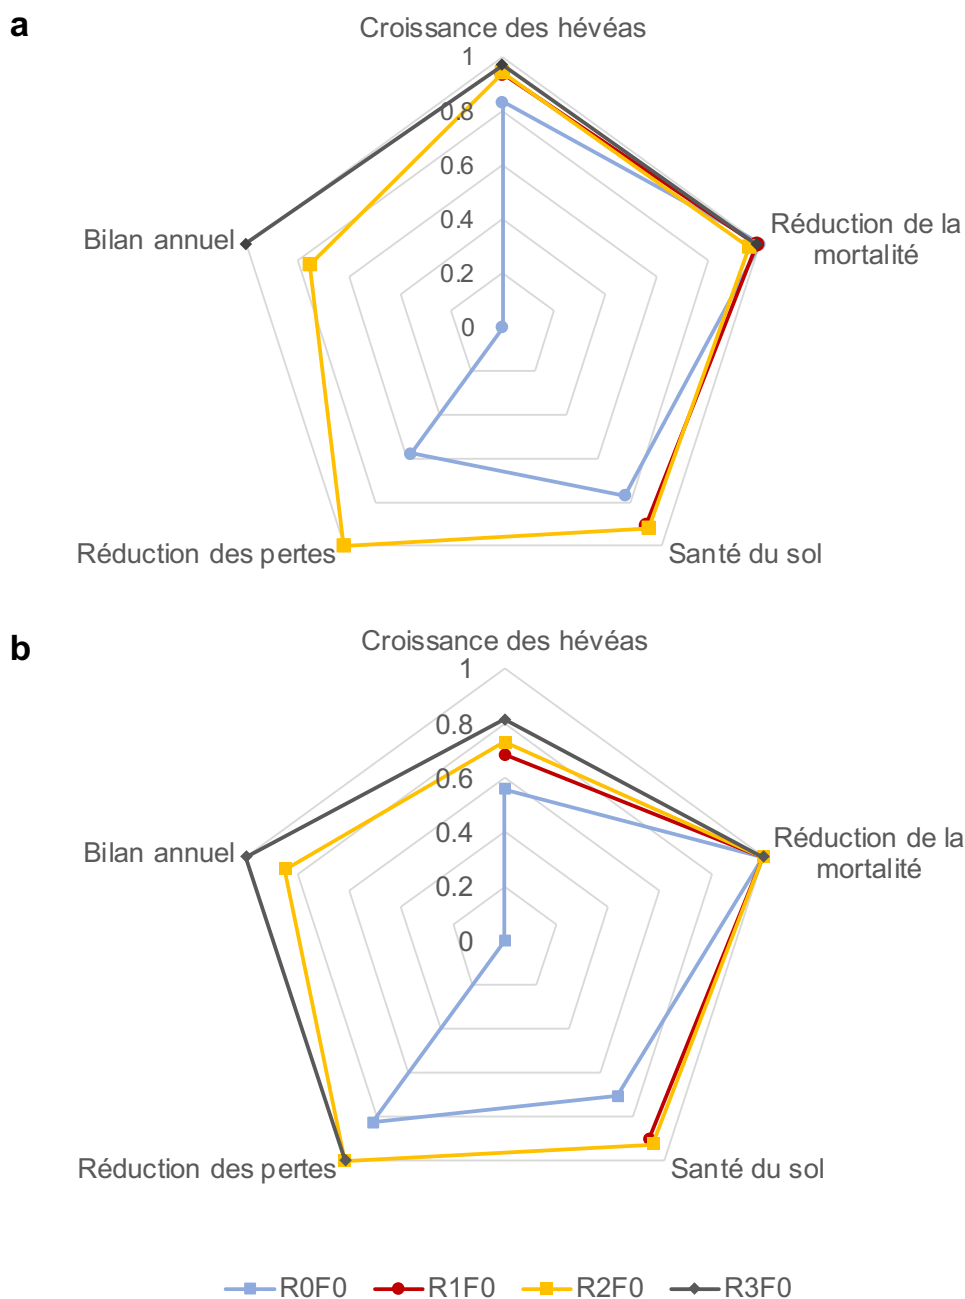 a
Croissance des hévéas
1
0.8
0.6
0.4
0.2
0
Réduction de la
mortalité
Bilan annuel
Réduction des pertes
Santé du sol
b
Croissance des hévéas
1
0.8
0.6
0.4
0.2
0
Réduction de la
mortalité
Bilan annuel
Réduction des pertes
Santé du sol
R0F0 R1F0 R2F0 R3F0